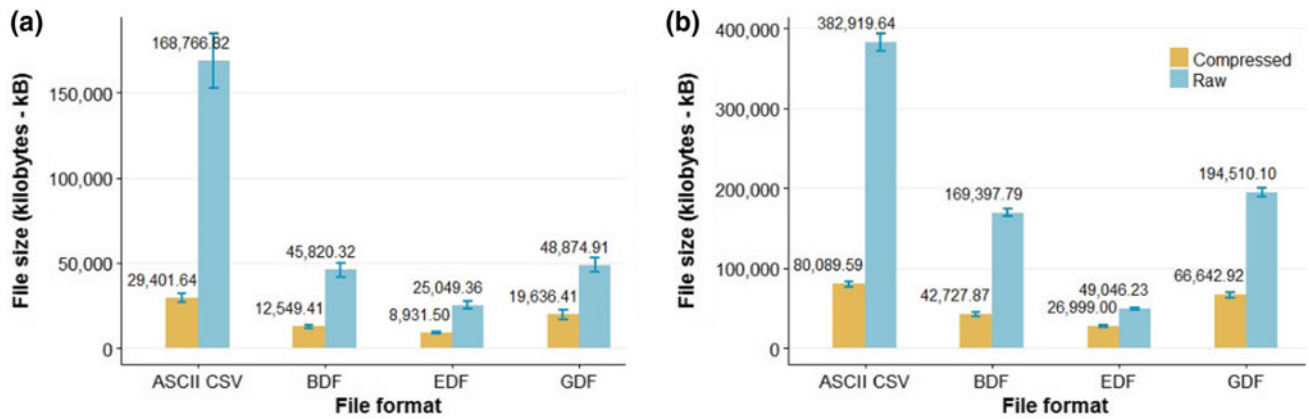 (a)
File size (kilobytes - kB)
150,000
100,000
50,000
0
168,766.82
29,401.64
45,820.32
12,549.41
25,049.36
8,931.50
48,874.91
19,636.41
ASCII CSV BDF EDF GDF
File format
(b)
File size (kilobytes - kB)
400,000
300,000
200,000
100,000
0
382,919.64
80,089.59
169,397.79
42,727.87
49,046.23
26,999.00
194,510.10
66,642.92
Compressed
Raw
ASCII CSV BDF EDF GDF
File format